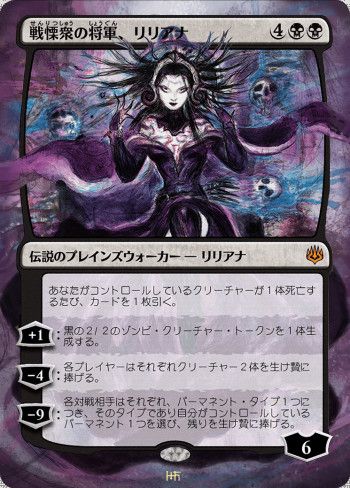 せんりつしゅう しょうぐん
戦慄衆の将軍、リリアナ 4
伝説のプレインズウォーカー — リリアナ
あなたがコントロールしているクリーチャーが1体死亡す
るたび、カードを1枚引く。
+1 : 黒の2/2のゾンビ・クリーチャー・トークンを1体生
成する。
-4 : 各プレイヤーはそれぞれクリーチャー2体を生け贄に
捧げる。
-9 : 各対戦相手はそれぞれ、パーマネント・タイプ1つに
つき、そのタイプであり自分がコントロールしている
パーマネント1つを選び、残りを生け贄に捧げる。
6